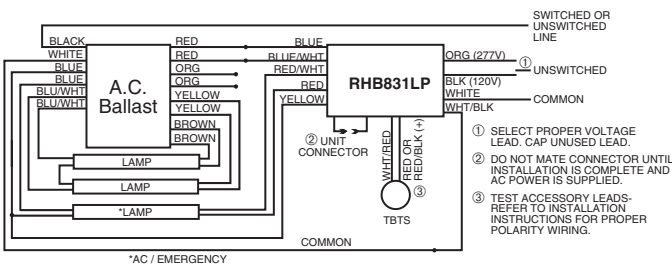 SWITCHED OR
UNSWITCHED
LINE
BLACK
WHITE
BLUE
BLUE
BLU/WHT
BLU/WHT
A.C.
Ballast
RED
RED
ORG
ORG
YELLOW
YELLOW
BROWN
BROWN
BLUE
BLUE/WHT
RED/WHT
RED
YELLOW
RHB831LP
ORG (277V)
① UNSWITCHED
BLK (120V)
WHITE
COMMON
WHT/BLK
② UNIT
CONNECTOR
WHT/RED
RED OR
RED/BLK (+)
③
TBTS
LAMP
LAMP
*LAMP
COMMON
*AC / EMERGENCY
① SELECT PROPER VOLTAGE
LEAD. CAP UNUSED LEAD.
② DO NOT MATE CONNECTOR UNTIL
INSTALLATION IS COMPLETE AND
AC POWER IS SUPPLIED.
③ TEST ACCESSORY LEADS-
REFER TO INSTALLATION
INSTRUCTIONS FOR PROPER
POLARITY WIRING.